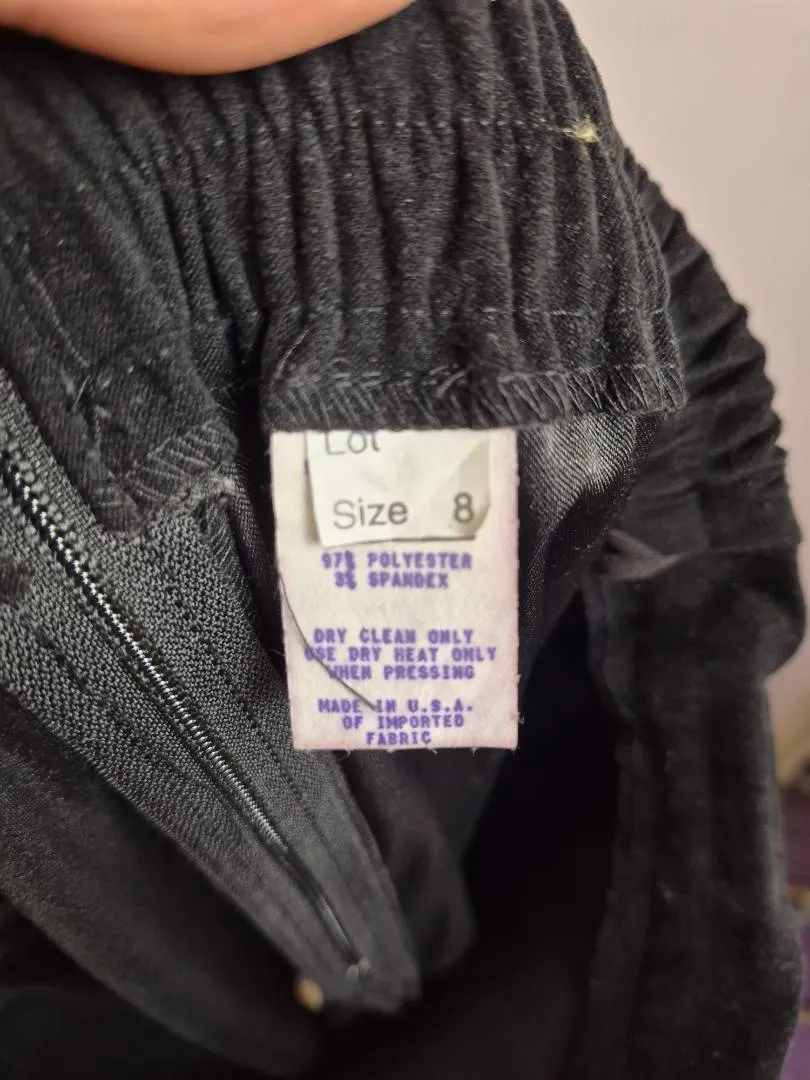 Lot
Size 8
97% POLYESTER
3% SPANDEX
DRY CLEAN ONLY
USE DRY HEAT ONLY
WHEN PRESSING
MADE IN U.S.A.
OF IMPORTED
FABRIC